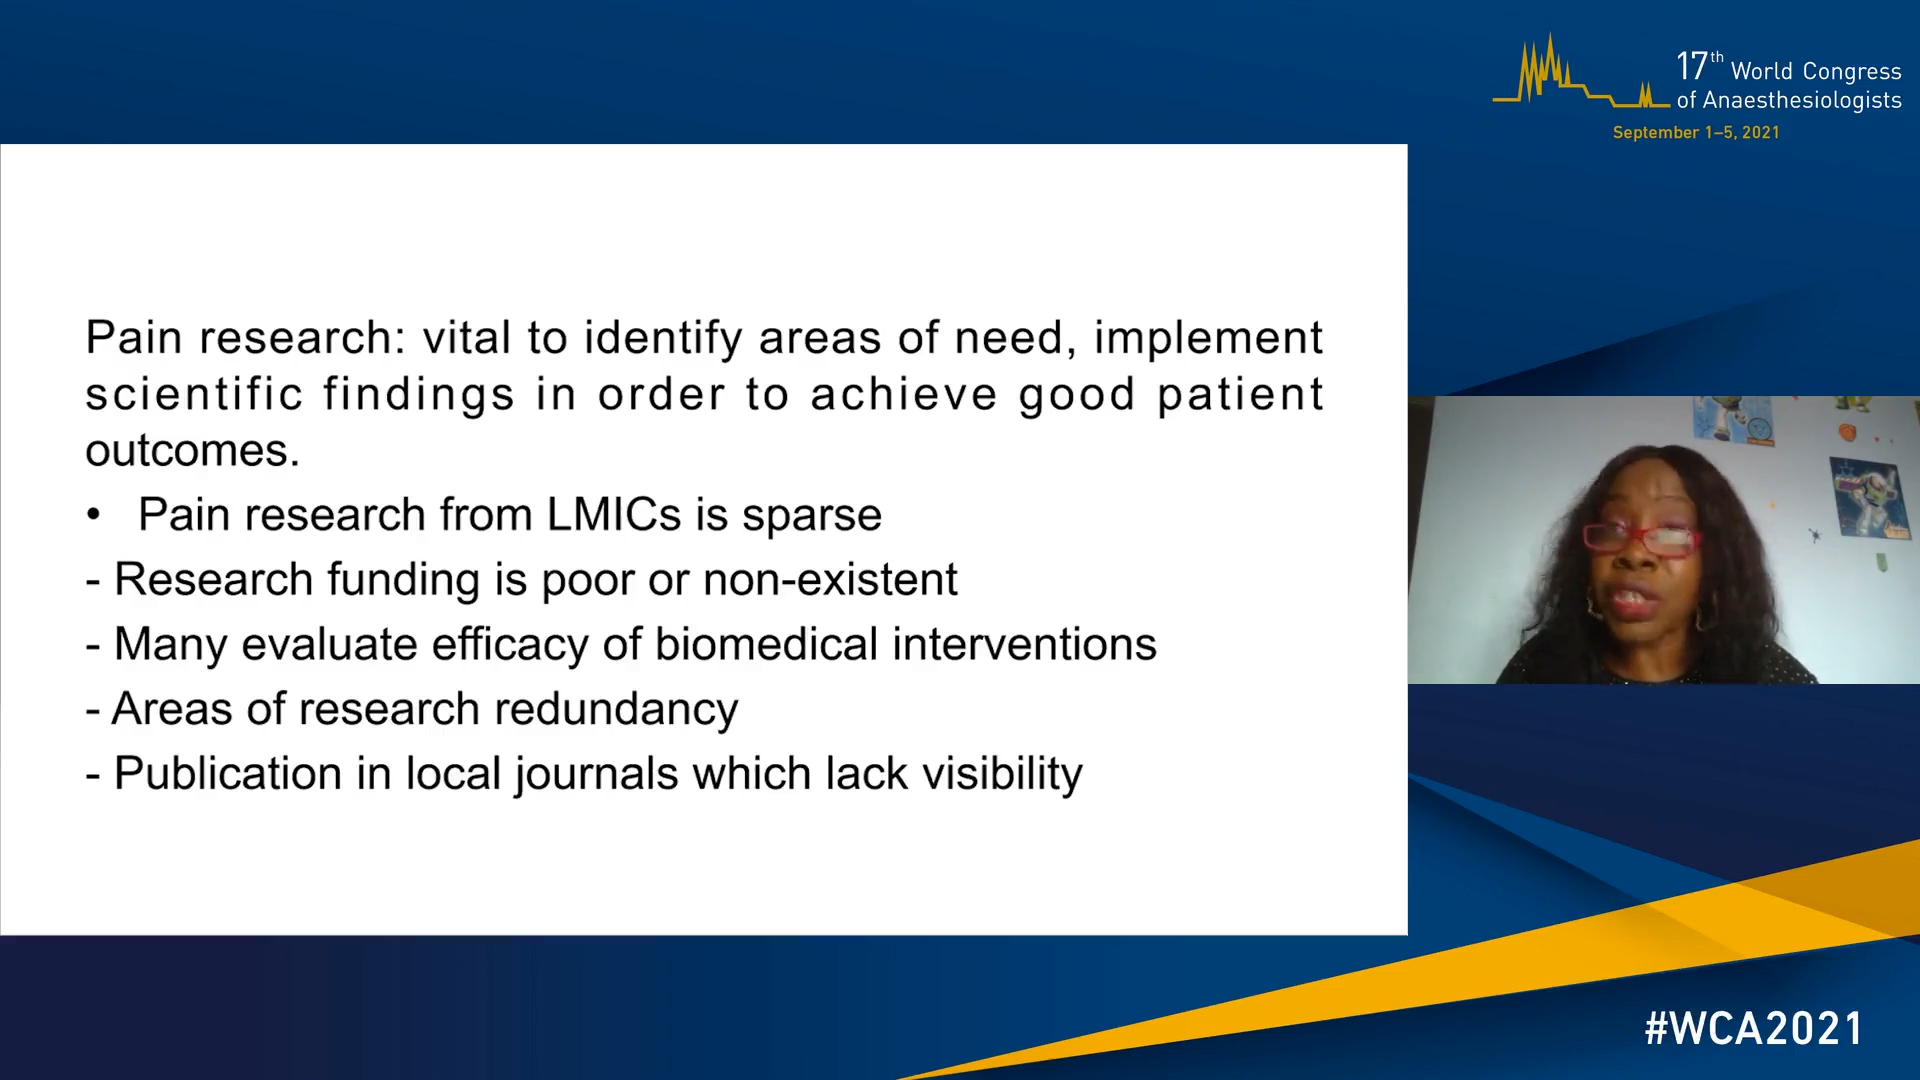 17th World Congress
of Anaesthesiologists
September 1–5, 2021
Pain research: vital to identify areas of need, implement
scientific findings in order to achieve good patient
outcomes.
• Pain research from LMICs is sparse
- Research funding is poor or non-existent
- Many evaluate efficacy of biomedical interventions
- Areas of research redundancy
- Publication in local journals which lack visibility
#WCA2021